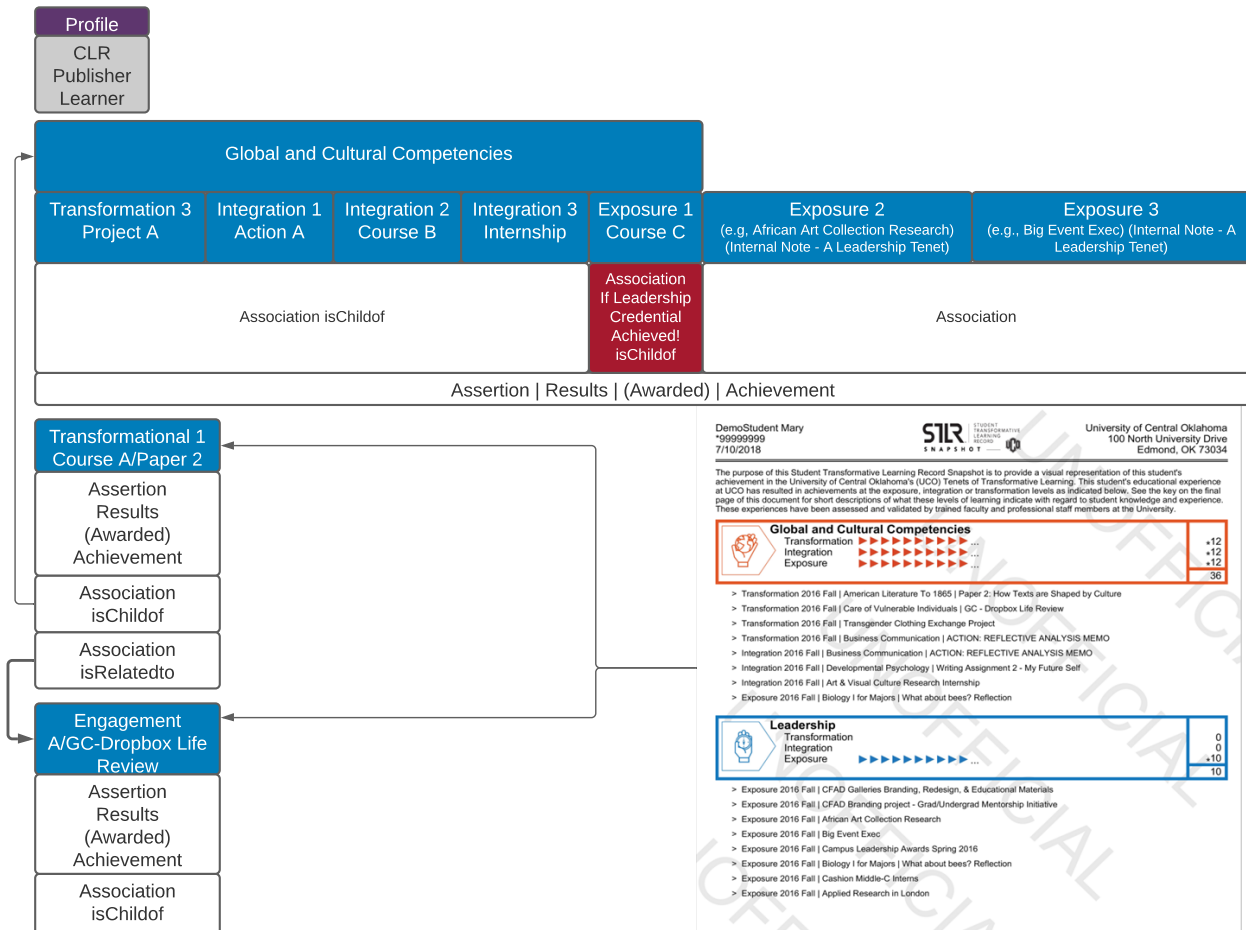 Profile
CLR
Publisher
Learner
Global and Cultural Competencies
Transformation 3
Project A
Integration 1
Action A
Integration 2
Course B
Integration 3
Internship
Exposure 1
Course C
Exposure 2
(e.g, African Art Collection Research)
(Internal Note - A Leadership Tenet)
Exposure 3
(e.g., Big Event Exec) (Internal Note - A
Leadership Tenet)
Association isChildof
Association
If Leadership
Credential
Achieved!
isChildof
Association
Assertion | Results | (Awarded) | Achievement
Transformational 1
Course A/Paper 2
Assertion
Results
(Awarded)
Achievement
Association
isChildof
Association
isRelatedto
Engagement
A/GC-Dropbox Life
Review
Assertion
Results
(Awarded)
Achievement
Association
isChildof
DemoStudent Mary
*99999999
7/10/2018
STLR
STUDENT
TRANSFORMATIVE
LEARNING
RECORD
SNAPSHOT
University of Central Oklahoma
100 North University Drive
Edmond, OK 73034
The purpose of this Student Transformative Learning Record Snapshot is to provide a visual representation of this student's
achievement in the University of Central Oklahoma's (UCO) Tenets of Transformative Learning. This student's educational experience
at UCO has resulted in achievements at the exposure, integration or transformation levels as indicated below. See the key on the final
page of this document for short descriptions of what these levels of learning indicate with regard to student knowledge and experience.
These experiences have been assessed and validated by trained faculty and professional staff members at the University.
Global and Cultural Competencies
Transformation ... *12
Integration ... *12
Exposure ... *12
36
> Transformation 2016 Fall | American Literature To 1865 | Paper 2: How Texts are Shaped by Culture
> Transformation 2016 Fall | Care of Vulnerable Individuals | GC - Dropbox Life Review
> Transformation 2016 Fall | Transgender Clothing Exchange Project
> Transformation 2016 Fall | Business Communication | ACTION: REFLECTIVE ANALYSIS MEMO
> Integration 2016 Fall | Business Communication | ACTION: REFLECTIVE ANALYSIS MEMO
> Integration 2016 Fall | Developmental Psychology | Writing Assignment 2 - My Future Self
> Integration 2016 Fall | Art & Visual Culture Research Internship
> Exposure 2016 Fall | Biology I for Majors | What about bees? Reflection
Leadership
Transformation 0
Integration 0
Exposure ... *10
10
> Exposure 2016 Fall | CFAD Galleries Branding, Redesign, & Educational Materials
> Exposure 2016 Fall | CFAD Branding project - Grad/Undergrad Mentorship Initiative
> Exposure 2016 Fall | African Art Collection Research
> Exposure 2016 Fall | Big Event Exec
> Exposure 2016 Fall | Campus Leadership Awards Spring 2016
> Exposure 2016 Fall | Biology I for Majors | What about bees? Reflection
> Exposure 2016 Fall | Cashion Middle-C Interns
> Exposure 2016 Fall | Applied Research in London
UNOFFICIAL
UNOFFICIAL
UNOFFICIAL
UNOFFICIAL